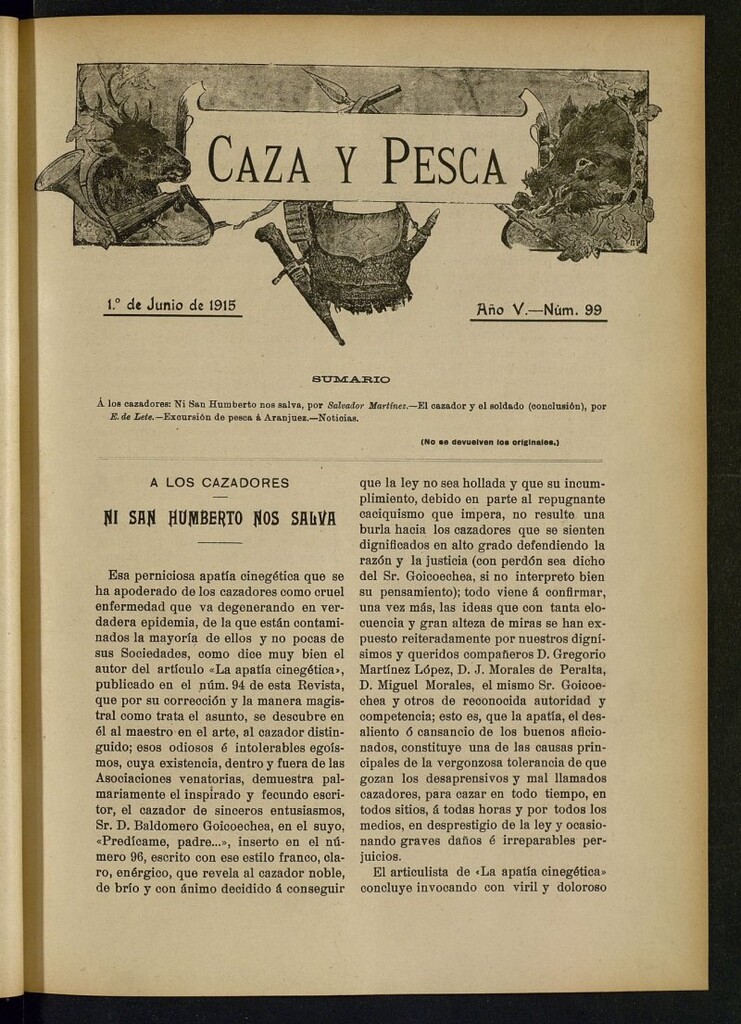 CAZA Y PESCA
1.º de Junio de 1915
Año V.—Núm. 99
SUMARIO
Á los cazadores: Ni San Humberto nos salva, por Salvador Martínez.—El cazador y el soldado (conclusión), por
E. de Lete.—Excursión de pesca á Aranjuez.—Noticias.
(No se devuelven los originales.)
A LOS CAZADORES
NI SAN HUMBERTO NOS SALVA
Esa perniciosa apatía cinegética que se
ha apoderado de los cazadores como cruel
enfermedad que va degenerando en ver-
dadera epidemia, de la que están contami-
nados la mayoría de ellos y no pocas de
sus Sociedades, como dice muy bien el
autor del artículo «La apatía cinegética»,
publicado en el núm. 94 de esta Revista,
que por su corrección y la manera magis-
tral como trata el asunto, se descubre en
él al maestro en el arte, al cazador distin-
guido; esos odiosos é intolerables egoís-
mos, cuya existencia, dentro y fuera de las
Asociaciones venatorias, demuestra pal-
mariamente el inspirado y fecundo escri-
tor, el cazador de sinceros entusiasmos,
Sr. D. Baldomero Goicoechea, en el suyo,
«Predícame, padre...», inserto en el nú-
mero 96, escrito con ese estilo franco, cla-
ro, enérgico, que revela al cazador noble,
de brío y con ánimo decidido á conseguir
que la ley no sea hollada y que su incum-
plimiento, debido en parte al repugnante
caciquismo que impera, no resulte una
burla hacia los cazadores que se sienten
dignificados en alto grado defendiendo la
razón y la justicia (con perdón sea dicho
del Sr. Goicoechea, si no interpreto bien
su pensamiento); todo viene á confirmar,
una vez más, las ideas que con tanta elo-
cuencia y gran alteza de miras se han ex-
puesto reiteradamente por nuestros digní-
simos y queridos compañeros D. Gregorio
Martínez López, D. J. Morales de Peralta,
D. Miguel Morales, el mismo Sr. Goicoe-
chea y otros de reconocida autoridad y
competencia; esto es, que la apatía, el des-
aliento ó cansancio de los buenos aficio-
nados, constituye una de las causas prin-
cipales de la vergonzosa tolerancia de que
gozan los desaprensivos y mal llamados
cazadores, para cazar en todo tiempo, en
todos sitios, á todas horas y por todos los
medios, en desprestigio de la ley y ocasio-
nando graves daños é irreparables per-
juicios.
El articulista de «La apatía cinegética»
concluye invocando con viril y doloroso